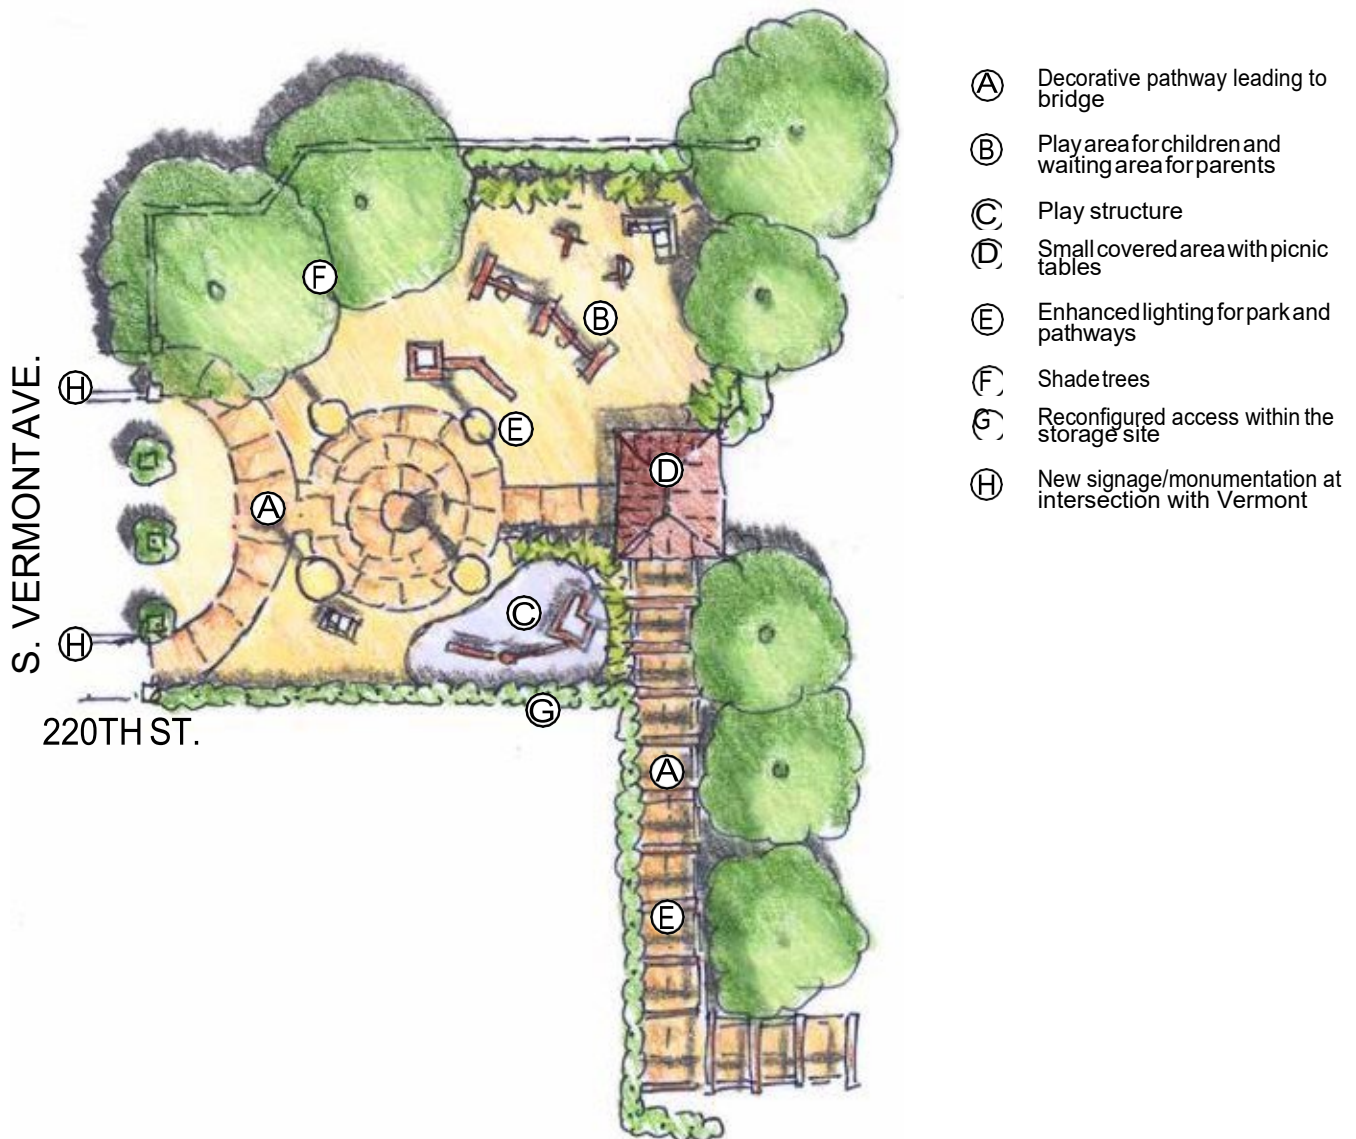 A Decorative pathway leading to
bridge
B Play area for children and
waiting area for parents
C Play structure
D Small covered area with picnic
tables
E Enhanced lighting for park and
pathways
F Shade trees
G Reconfigured access within the
storage site
H New signage/monumentation at
intersection with Vermont
F
B
H
E
D
A
C
H
G
A
E
S. VERMONT AVE.
220TH ST.